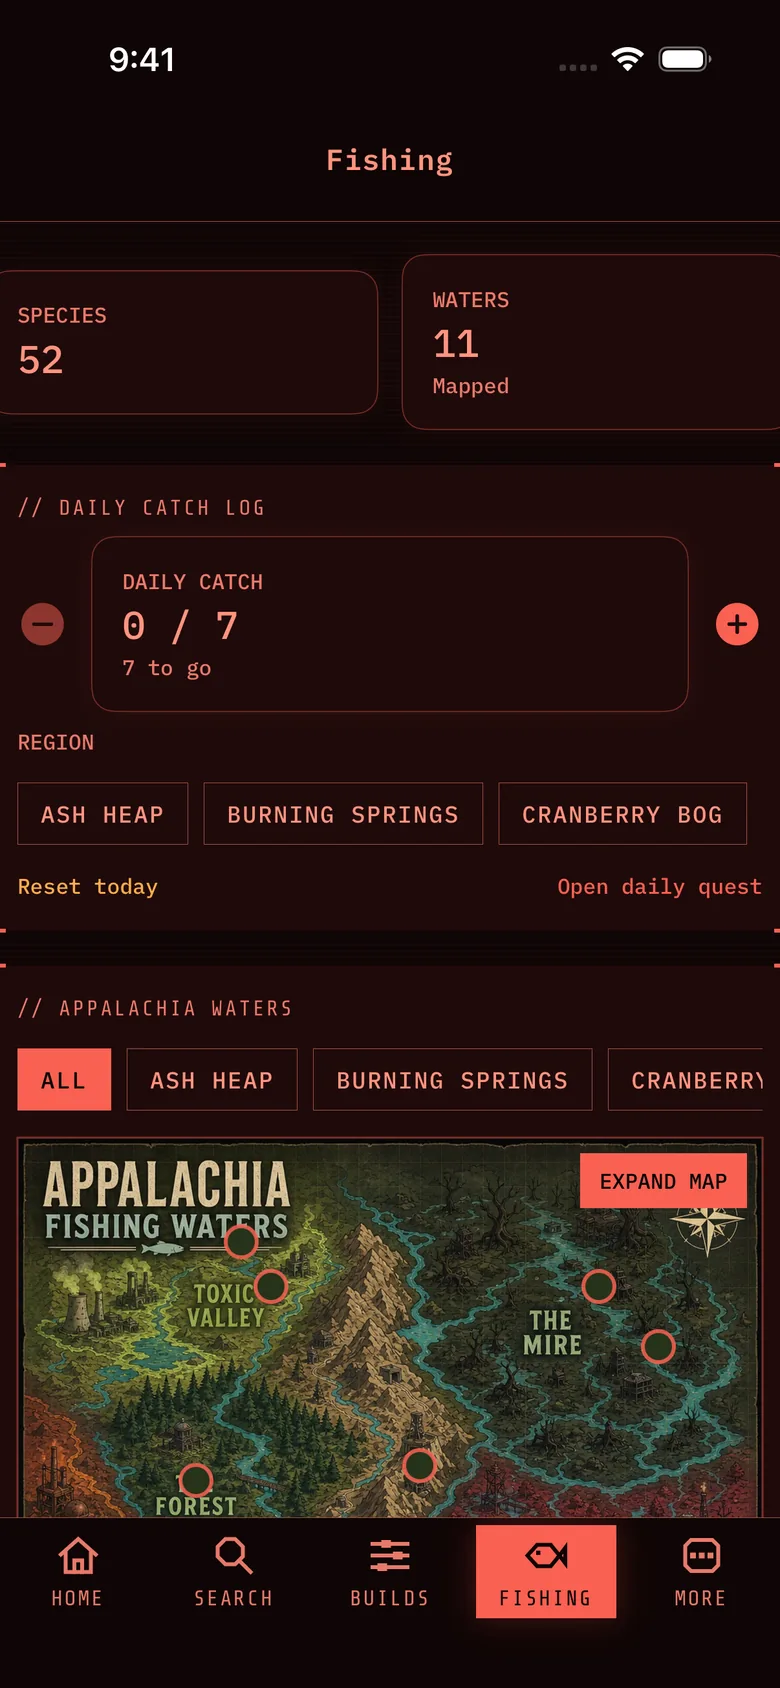 9:41
Fishing
SPECIES
52
WATERS
11
Mapped
// DAILY CATCH LOG
DAILY CATCH
0 / 7
7 to go
REGION
ASH HEAP
BURNING SPRINGS
CRANBERRY BOG
Reset today
Open daily quest
// APPALACHIA WATERS
ALL
ASH HEAP
BURNING SPRINGS
CRANBERRY
APPALACHIA
FISHING WATERS
EXPAND MAP
TOXIC
VALLEY
THE
MIRE
FOREST
HOME
SEARCH
BUILDS
FISHING
MORE